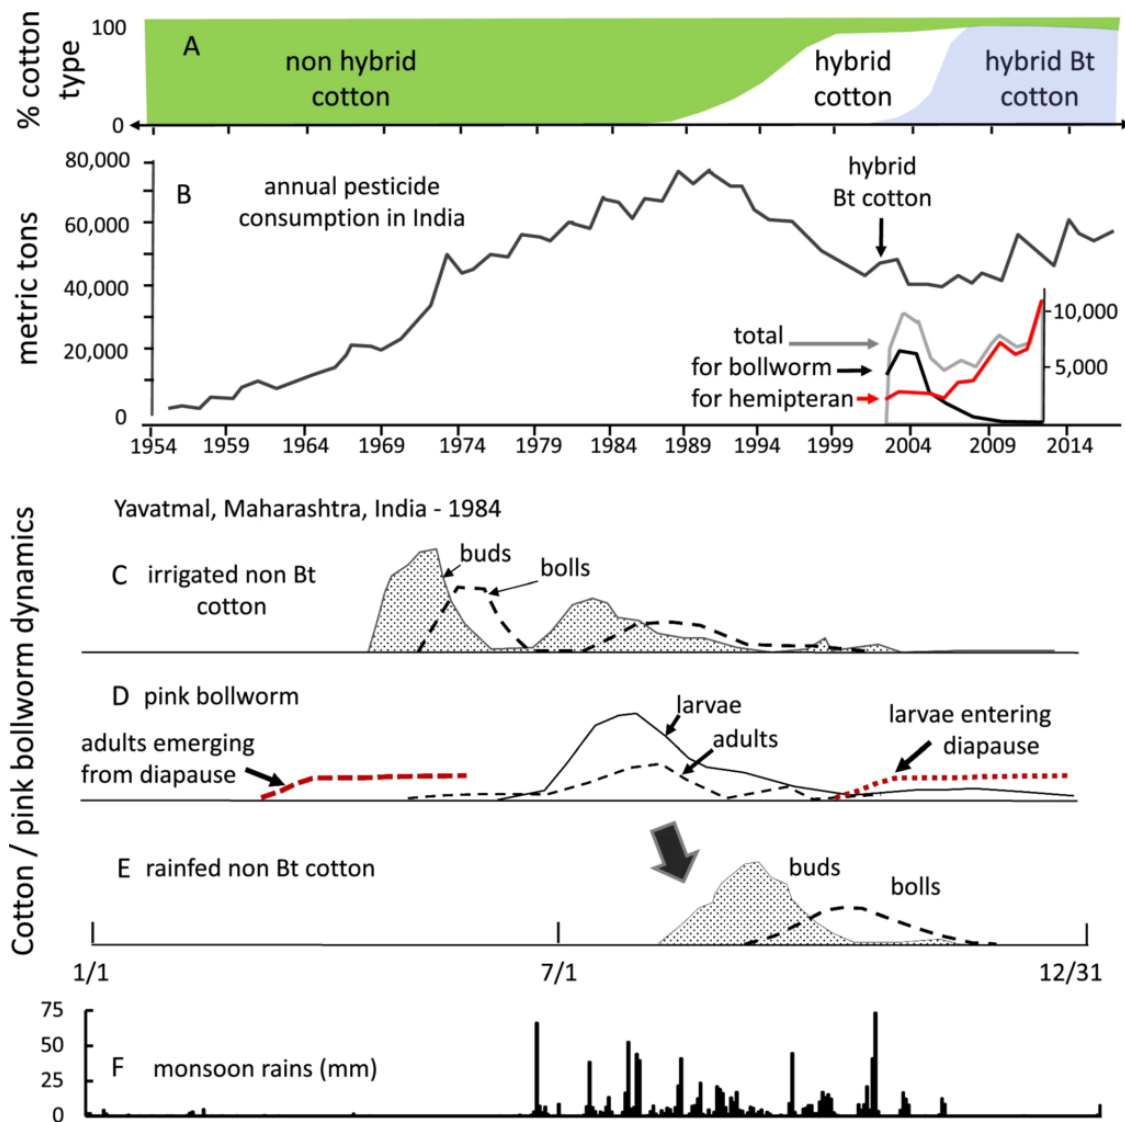 % cotton
type
100
0
A
non hybrid
cotton
hybrid
cotton
hybrid Bt
cotton
metric tons
80,000
60,000
40,000
20,000
0
B
annual pesticide
consumption in India
hybrid
Bt cotton
total
for bollworm
for hemipteran
10,000
5,000
1954 1959 1964 1969 1974 1979 1984 1989 1994 1999 2004 2009 2014
Cotton / pink bollworm dynamics
Yavatmal, Maharashtra, India - 1984
C irrigated non Bt
cotton
buds
bolls
D pink bollworm
adults emerging
from diapause
larvae
adults
larvae entering
diapause
E rainfed non Bt cotton
buds
bolls
1/1 7/1 12/31
75
50
25
0
F monsoon rains (mm)